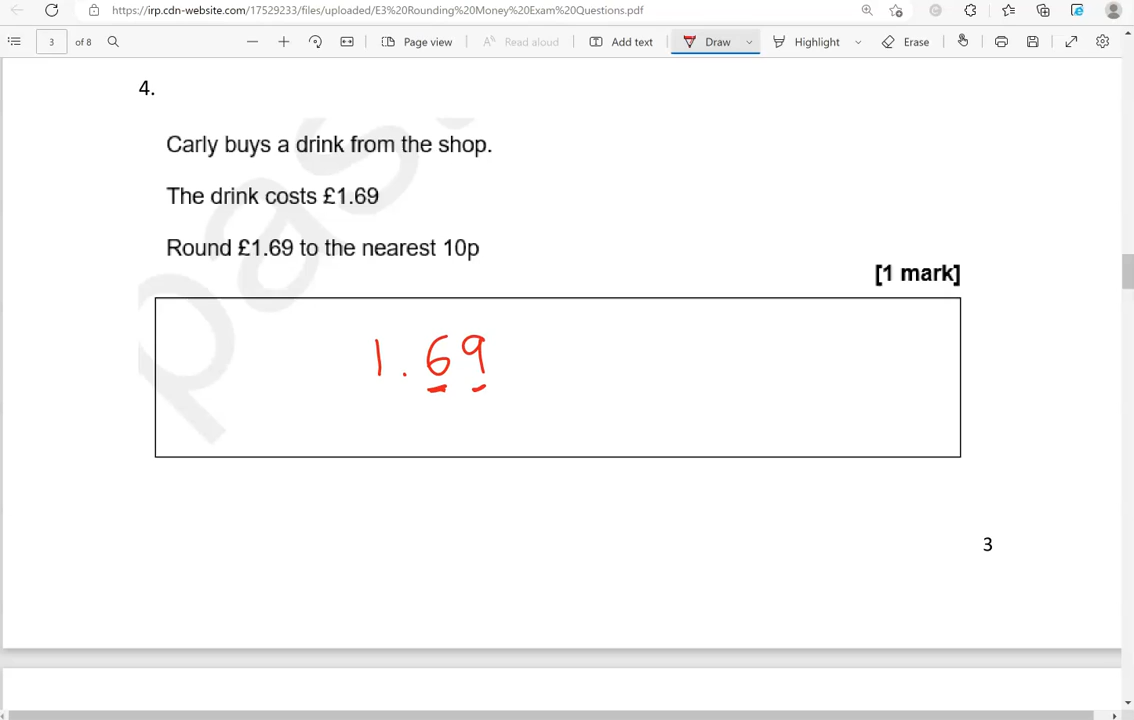 https://irp.cdn-website.com/17529233/files/uploaded/E3%20Rounding%20Money%20Exam%20Questions.pdf
3 of 8 Page view Read aloud Add text Draw Highlight Erase
4.
Carly buys a drink from the shop.
The drink costs £1.69
Round £1.69 to the nearest 10p
[1 mark]
1.69
3
pas